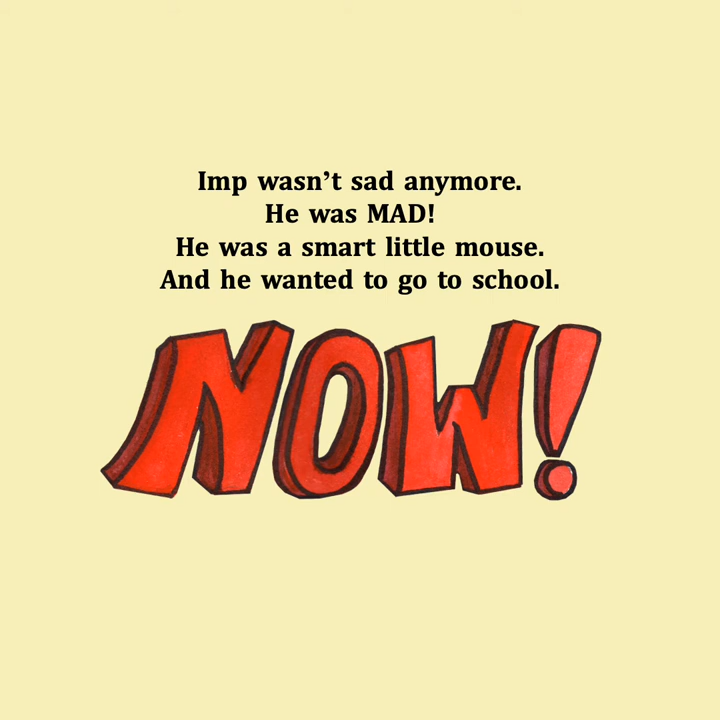 Imp wasn’t sad anymore.
He was MAD!
He was a smart little mouse.
And he wanted to go to school.
NOW!